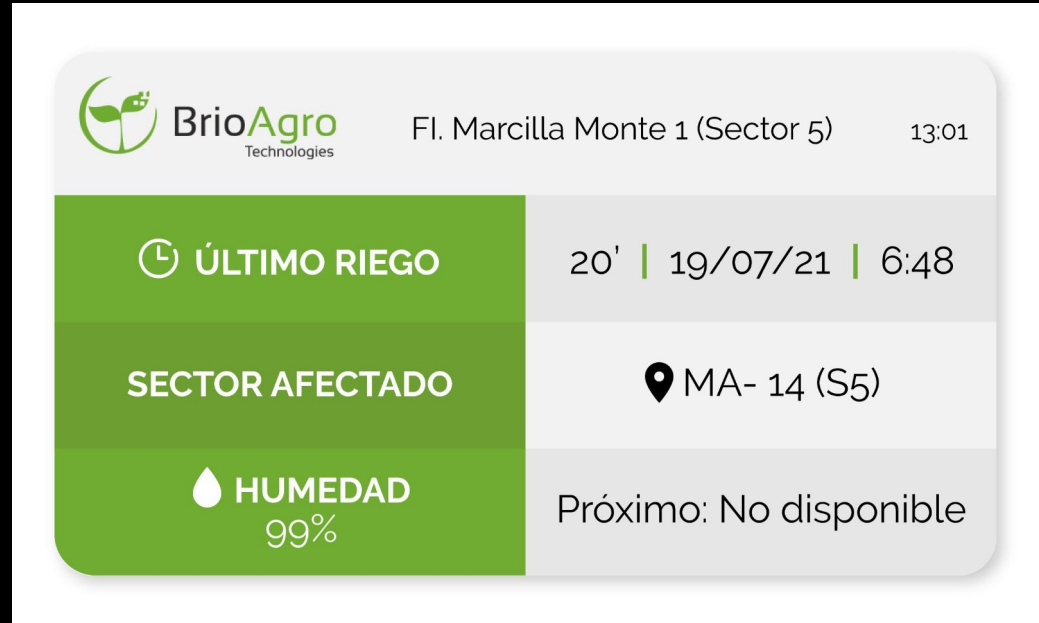 BrioAgro
Technologies
FI. Marcilla Monte 1 (Sector 5)
13:01
ÚLTIMO RIEGO
20' | 19/07/21 | 6:48
SECTOR AFECTADO
MA- 14 (S5)
HUMEDAD
99%
Próximo: No disponible